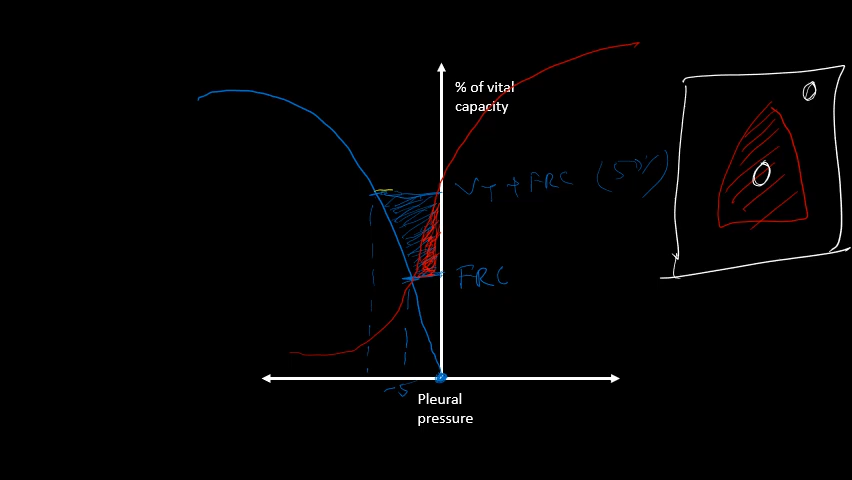 % of vital
capacity
VT + FRC (50%)
FRC
-5
Pleural
pressure